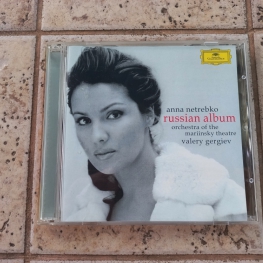 anna netrebko
russian album
orchestra of the
mariinsky theatre
valery gergiev